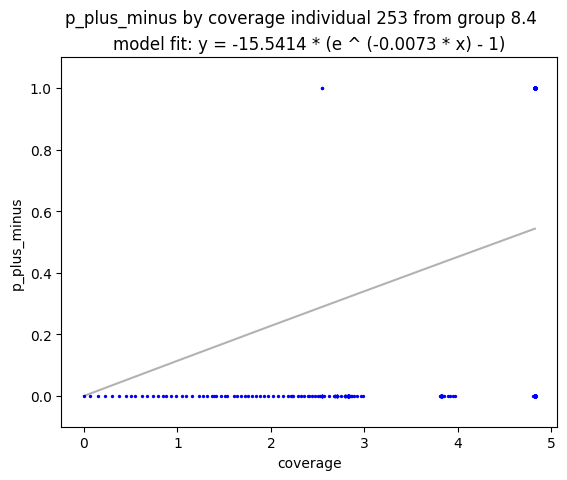 p_plus_minus by coverage individual 253 from group 8.4
model fit: y = -15.5414 * (e ^ (-0.0073 * x) - 1)
1.0
0.8
0.6
0.4
0.2
0.0
p_plus_minus
0 1 2 3 4 5
coverage